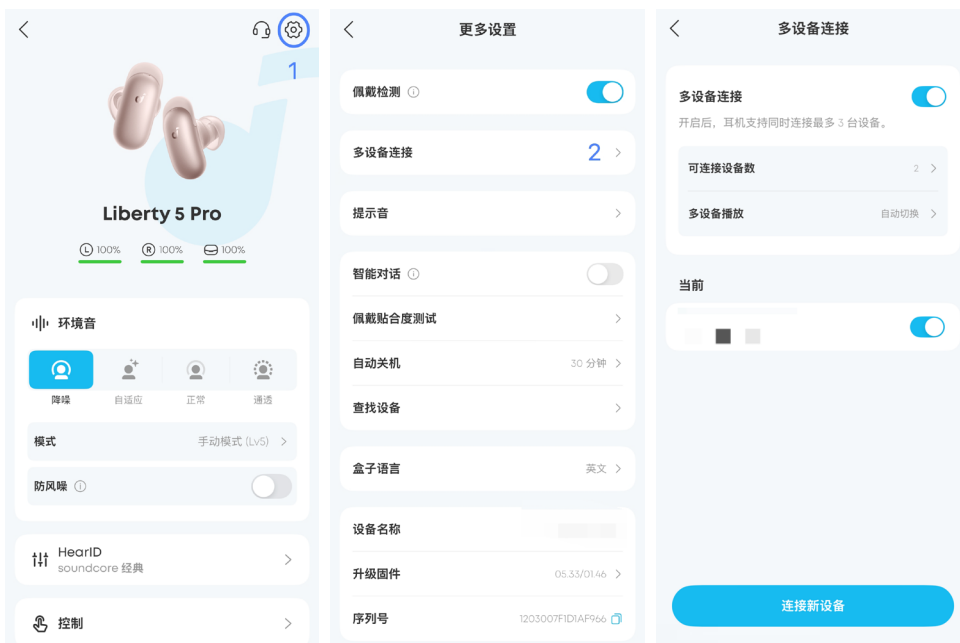 1
Liberty 5 Pro
L 100% R 100% 100%
环境音
降噪 自适应 正常 通透
模式 手动模式 (Lv5)
防风噪
HearID
soundcore 经典
控制
更多设置
佩戴检测
多设备连接 2
提示音
智能对话
佩戴贴合度测试
自动关机 30 分钟
查找设备
盒子语言 英文
设备名称
升级固件 05.33/01.46
序列号 1203007F1D1AF966
多设备连接
多设备连接
开启后，耳机支持同时连接最多 3 台设备。
可连接设备数 2
多设备播放 自动切换
当前
连接新设备